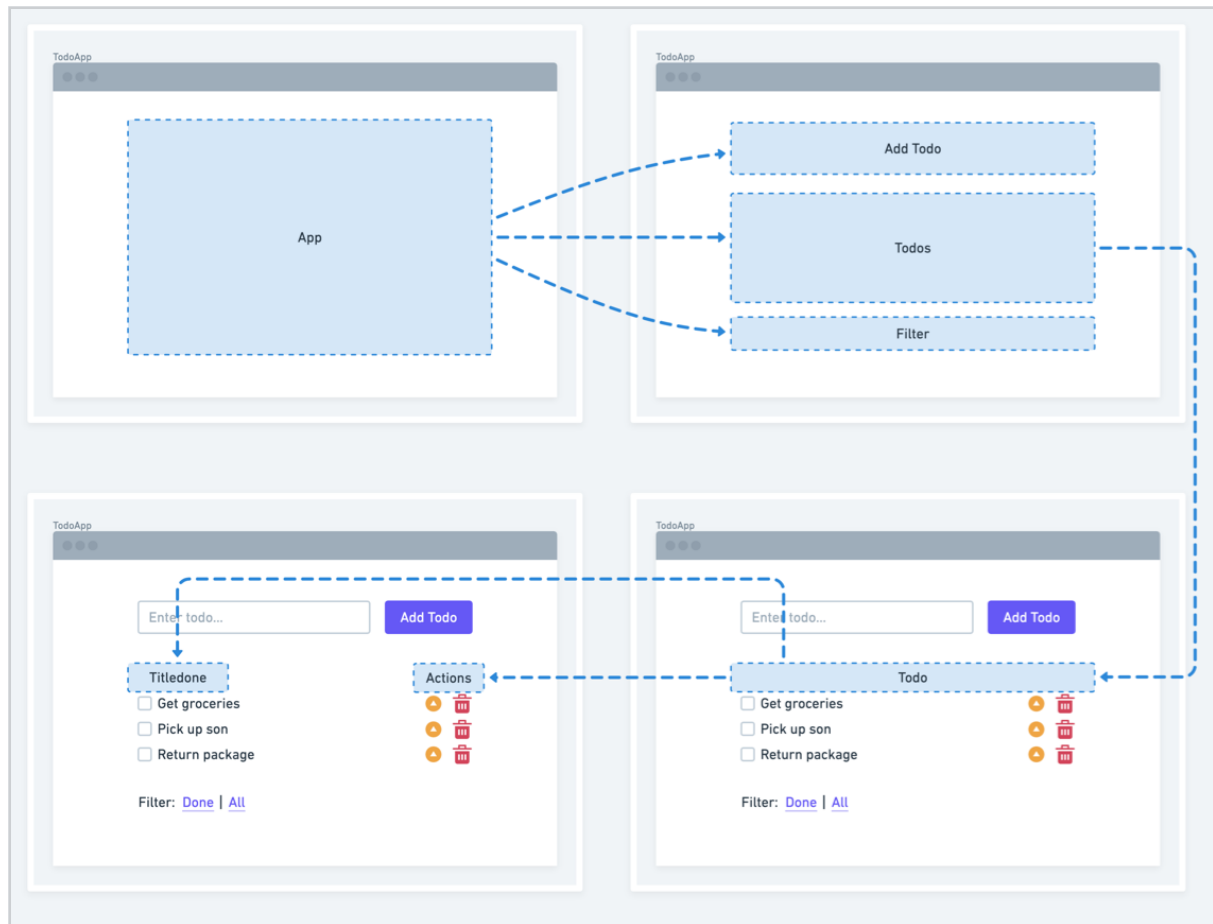 TodoApp
App
TodoApp
Add Todo
Todos
Filter
TodoApp
Enter todo... Add Todo
Titledone Actions
Get groceries
Pick up son
Return package
Filter: Done | All
TodoApp
Enter todo... Add Todo
Todo
Get groceries
Pick up son
Return package
Filter: Done | All